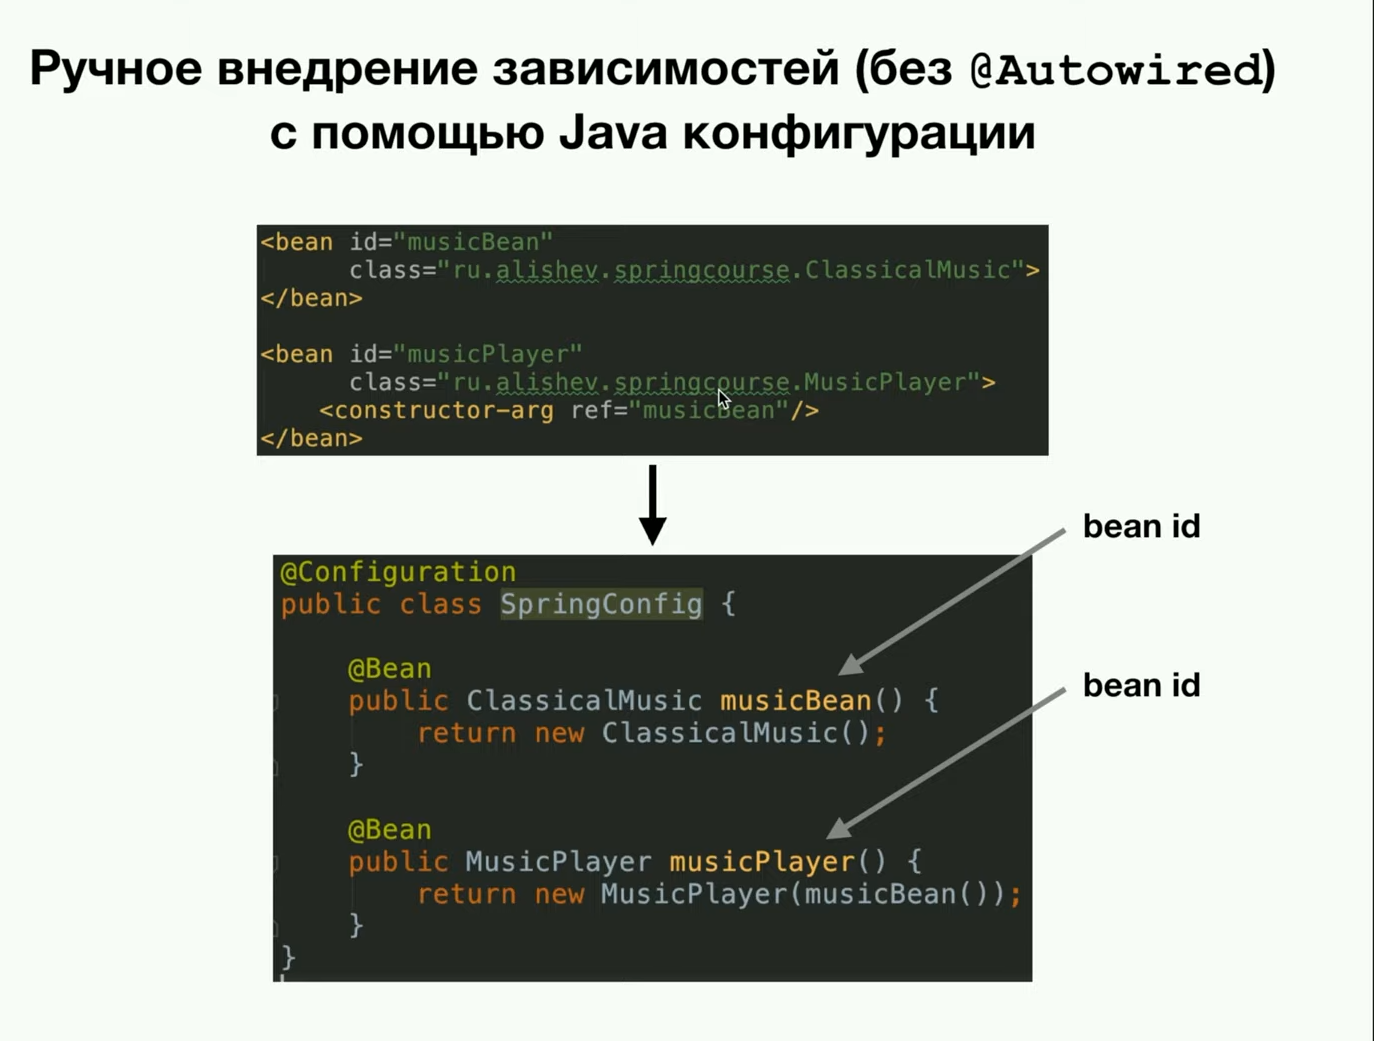 Ручное внедрение зависимостей (без @Autowired)
с помощью Java конфигурации
<bean id="musicBean"
class="ru.alishev.springcourse.ClassicalMusic">
</bean>
<bean id="musicPlayer"
class="ru.alishev.springcourse.MusicPlayer">
<constructor-arg ref="musicBean"/>
</bean>
bean id
@Configuration
public class SpringConfig {
@Bean
public ClassicalMusic musicBean() {
return new ClassicalMusic();
}
bean id
@Bean
public MusicPlayer musicPlayer() {
return new MusicPlayer(musicBean());
}
}